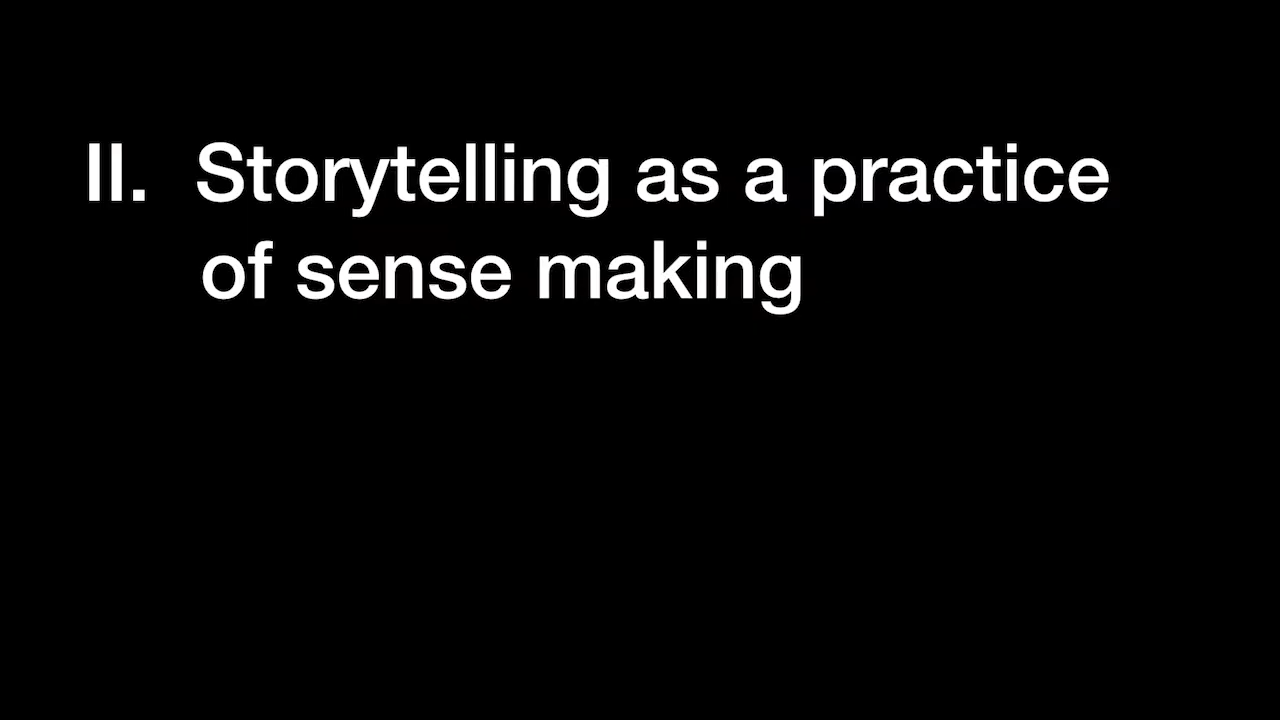 II. Storytelling as a practice
of sense making